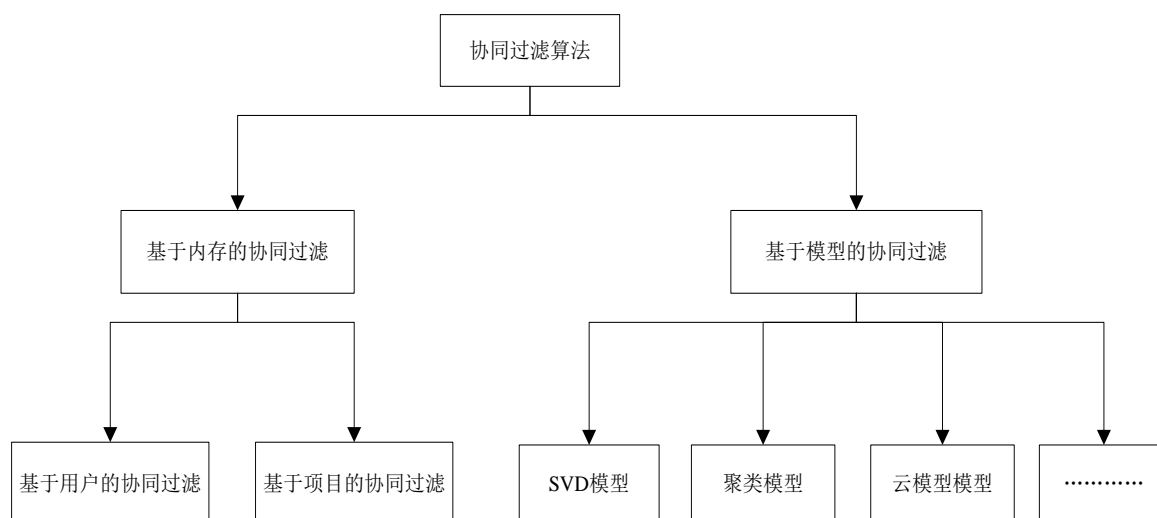 协同过滤算法
基于内存的协同过滤
基于模型的协同过滤
基于用户的协同过滤
基于项目的协同过滤
SVD模型
聚类模型
云模型模型
…………